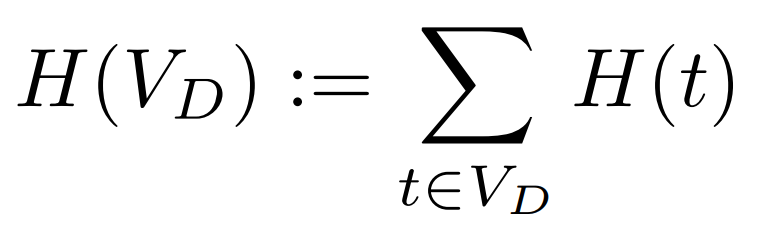 H(V_D) := \sum_{t \in V_D} H(t)